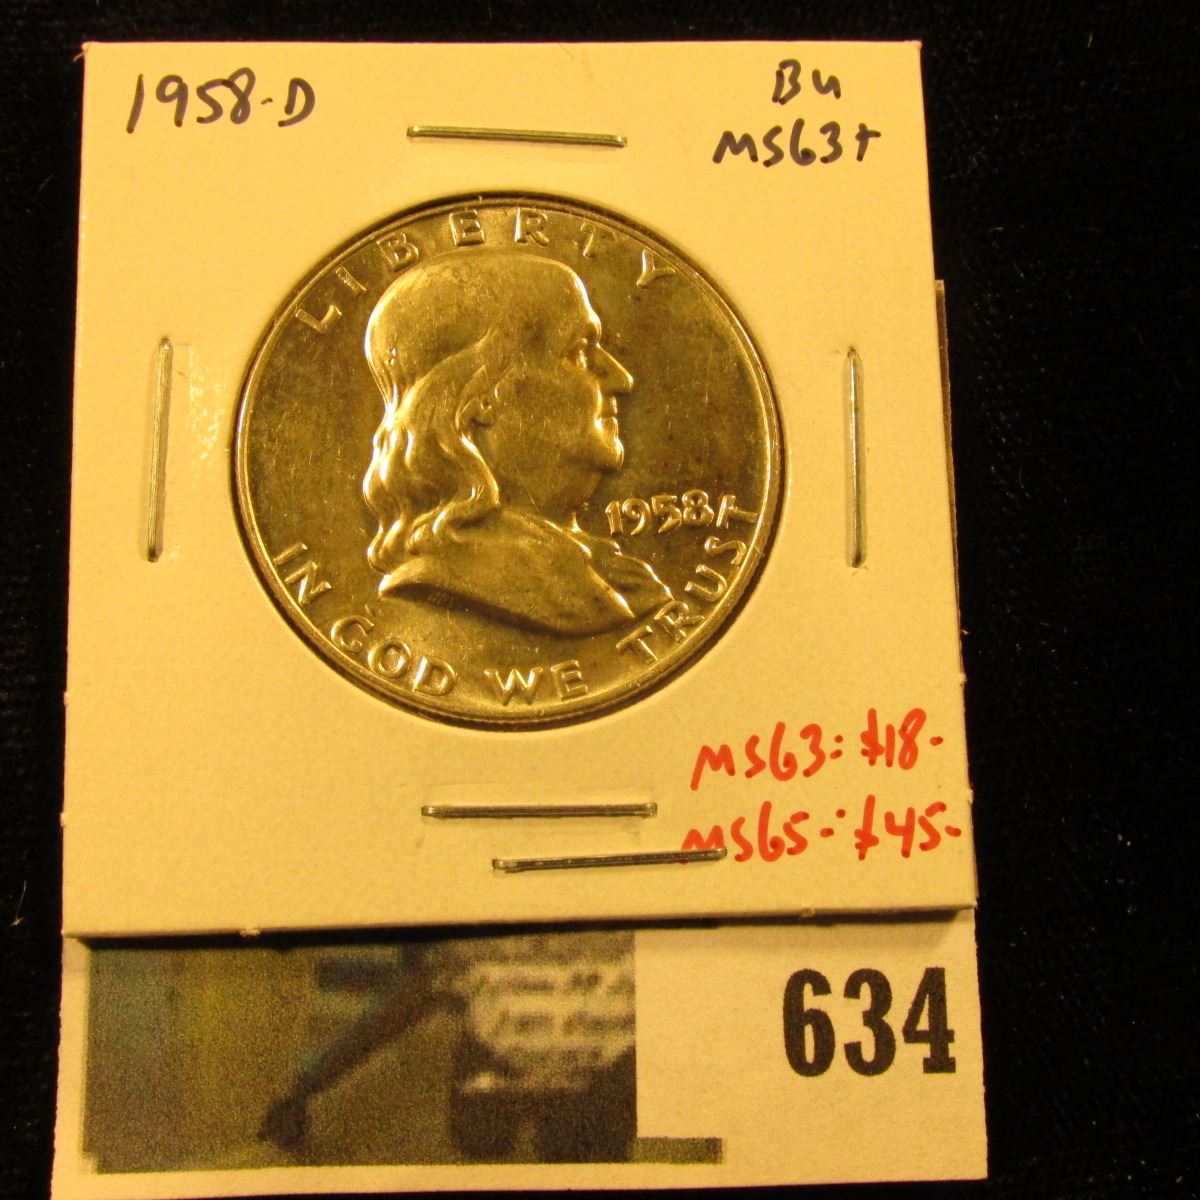 1958-D
BU
MS63+
LIBERTY
1958
IN GOD WE TRUST
MS63: $18-
MS65-: $45-
634